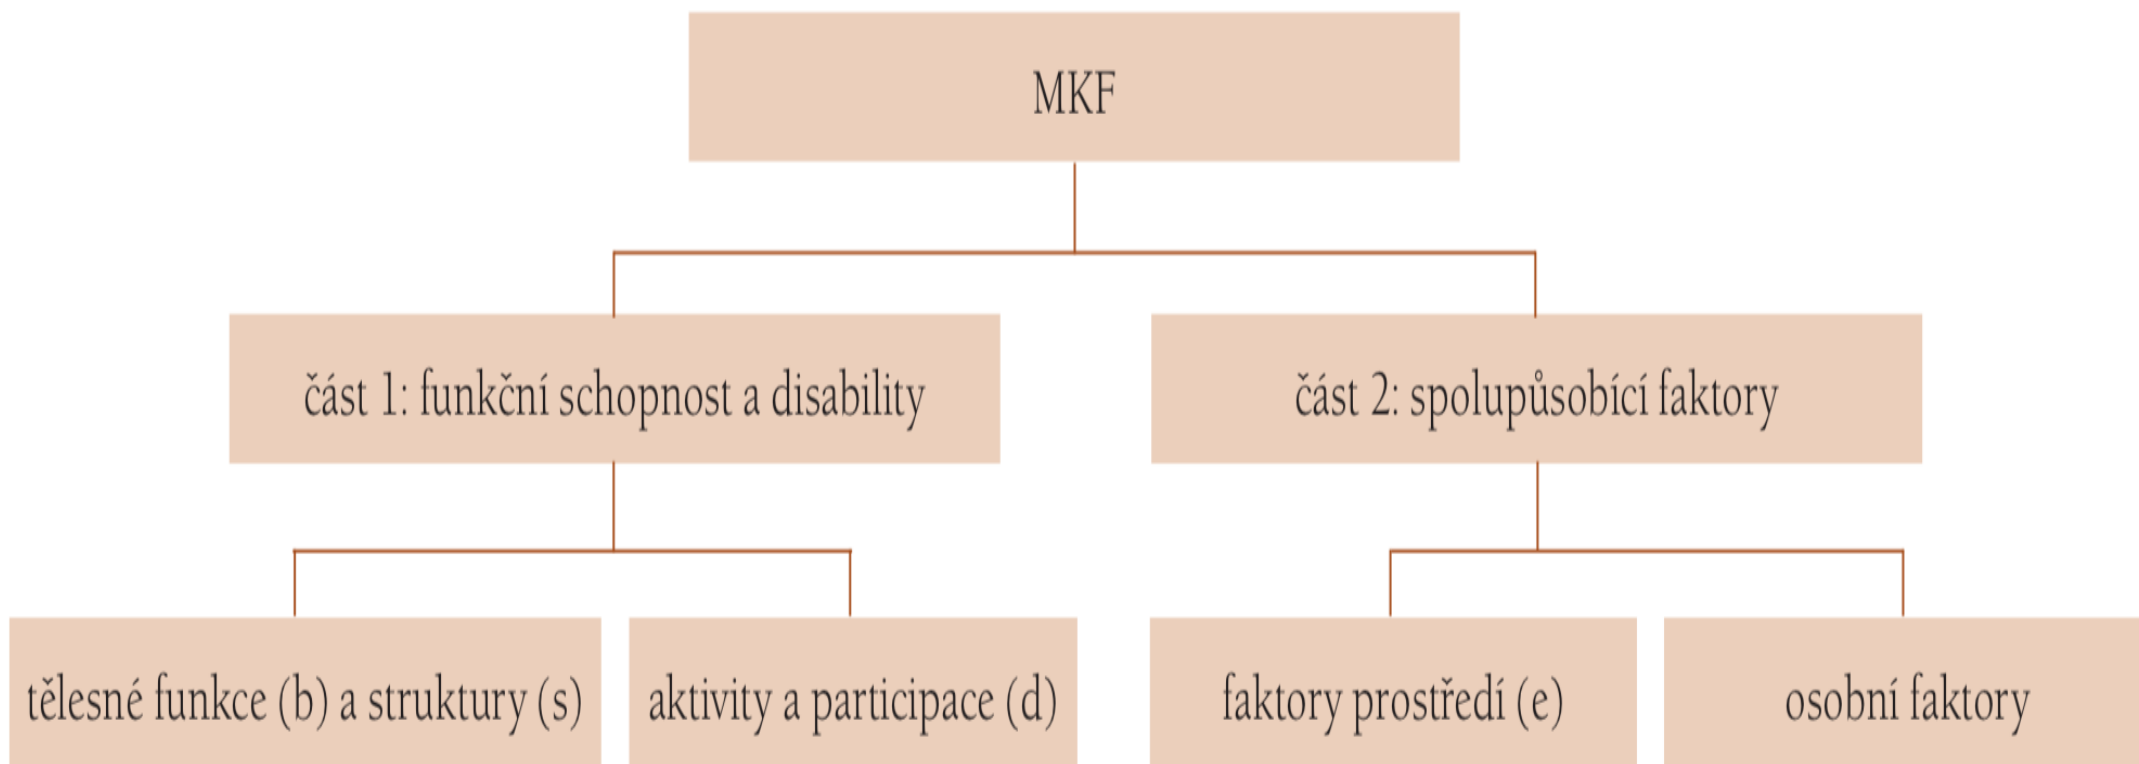 MKF
část 1: funkční schopnost a disability
část 2: spolupůsobící faktory
tělesné funkce (b) a struktury (s)
aktivity a participace (d)
faktory prostředí (e)
osobní faktory